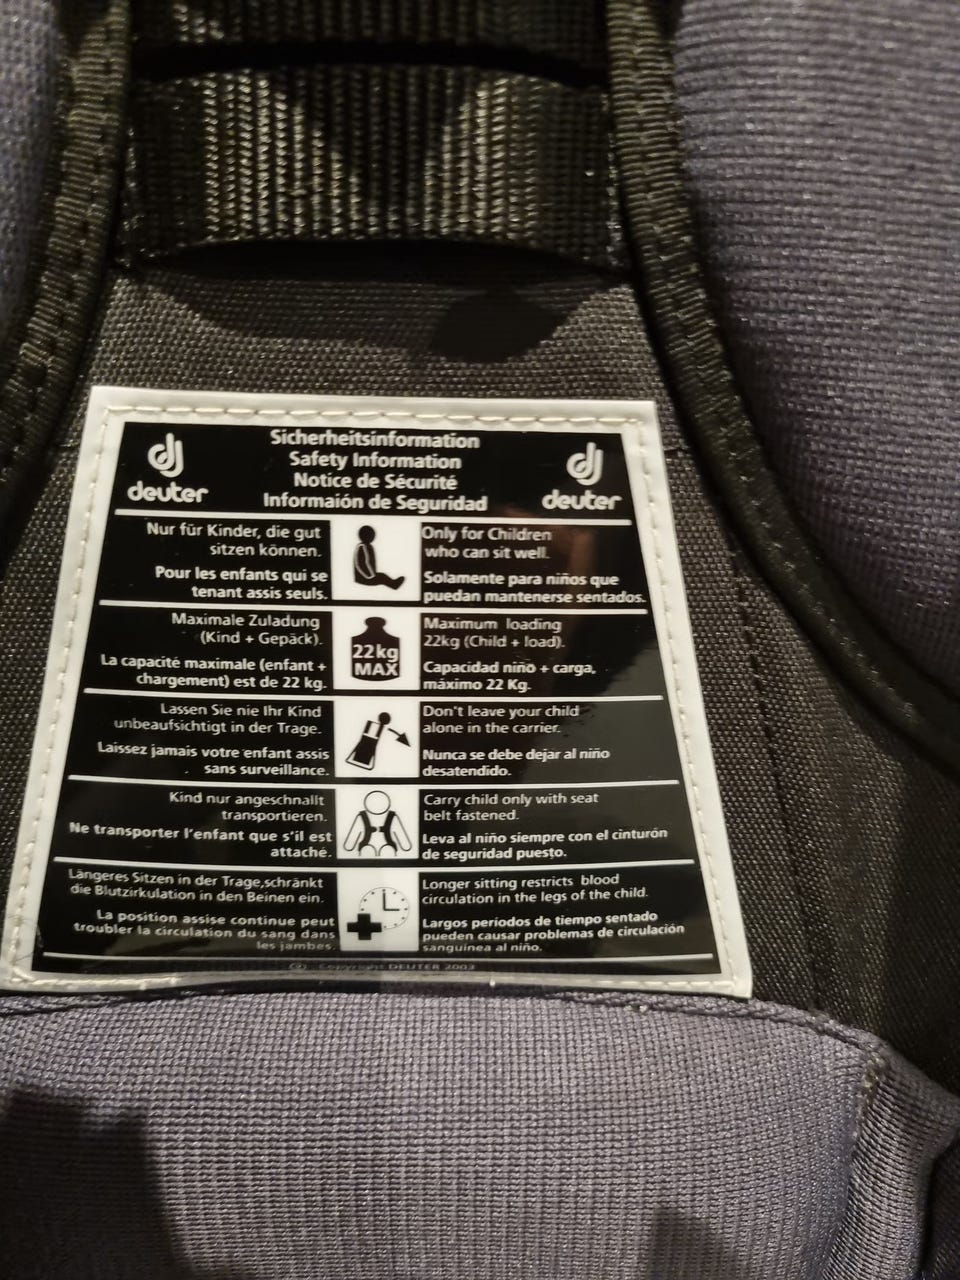 deuter
Sicherheitsinformation
Safety Information
Notice de Sécurité
Informaión de Seguridad
deuter
Nur für Kinder, die gut
sitzen können.
Pour les enfants qui se
tenant assis seuls.
Only for Children
who can sit well.
Solamente para niños que
puedan mantenerse sentados.
Maximale Zuladung
(Kind + Gepäck).
La capacité maximale (enfant +
chargement) est de 22 kg.
22kg
MAX
Maximum loading
22kg (Child + load).
Capacidad niño + carga,
máximo 22 Kg.
Lassen Sie nie Ihr Kind
unbeaufsichtigt in der Trage.
Laissez jamais votre enfant assis
sans surveillance.
Don't leave your child
alone in the carrier.
Nunca se debe dejar al niño
desatendido.
Kind nur angeschnallt
transportieren.
Ne transporter l'enfant que s'il est
attaché.
Carry child only with seat
belt fastened.
Leva al niño siempre con el cinturón
de seguridad puesto.
Längeres Sitzen in der Trage,schränkt
die Blutzirkulation in den Beinen ein.
La position assise continue peut
troubler la circulation du sang dans
les jambes.
Longer sitting restricts blood
circulation in the legs of the child.
Largos periodos de tiempo sentado
pueden causar problemas de circulación
sanguinea al niño.
© Copyright DEUTER 2003